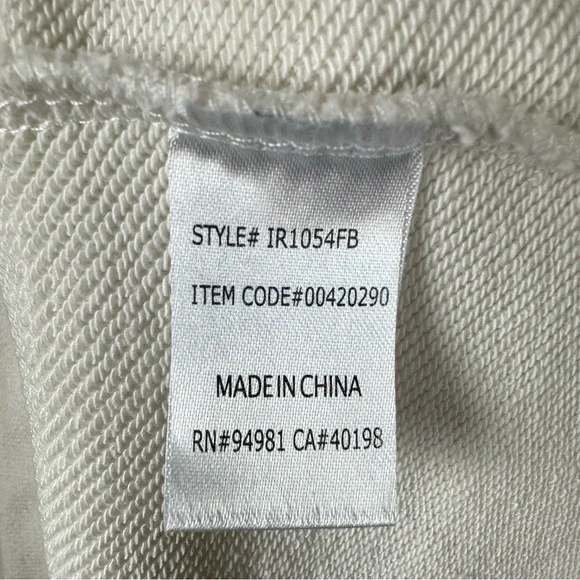 STYLE# IR1054FB
ITEM CODE#00420290
MADE IN CHINA
RN#94981 CA#40198